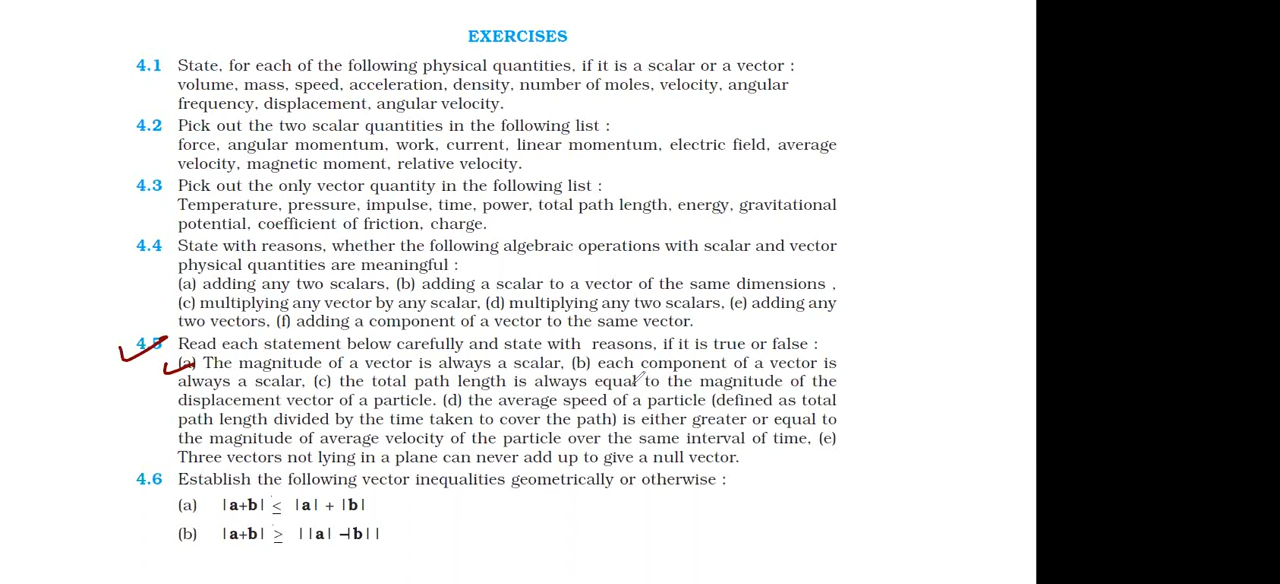 EXERCISES
4.1 State, for each of the following physical quantities, if it is a scalar or a vector :
volume, mass, speed, acceleration, density, number of moles, velocity, angular
frequency, displacement, angular velocity.
4.2 Pick out the two scalar quantities in the following list :
force, angular momentum, work, current, linear momentum, electric field, average
velocity, magnetic moment, relative velocity.
4.3 Pick out the only vector quantity in the following list :
Temperature, pressure, impulse, time, power, total path length, energy, gravitational
potential, coefficient of friction, charge.
4.4 State with reasons, whether the following algebraic operations with scalar and vector
physical quantities are meaningful :
(a) adding any two scalars, (b) adding a scalar to a vector of the same dimensions ,
(c) multiplying any vector by any scalar, (d) multiplying any two scalars, (e) adding any
two vectors, (f) adding a component of a vector to the same vector.
4.5 Read each statement below carefully and state with reasons, if it is true or false :
(a) The magnitude of a vector is always a scalar, (b) each component of a vector is
always a scalar, (c) the total path length is always equal to the magnitude of the
displacement vector of a particle. (d) the average speed of a particle (defined as total
path length divided by the time taken to cover the path) is either greater or equal to
the magnitude of average velocity of the particle over the same interval of time, (e)
Three vectors not lying in a plane can never add up to give a null vector.
4.6 Establish the following vector inequalities geometrically or otherwise :
(a) |a+b| ≤ |a| + |b|
(b) |a+b| ≥ ||a| −|b||